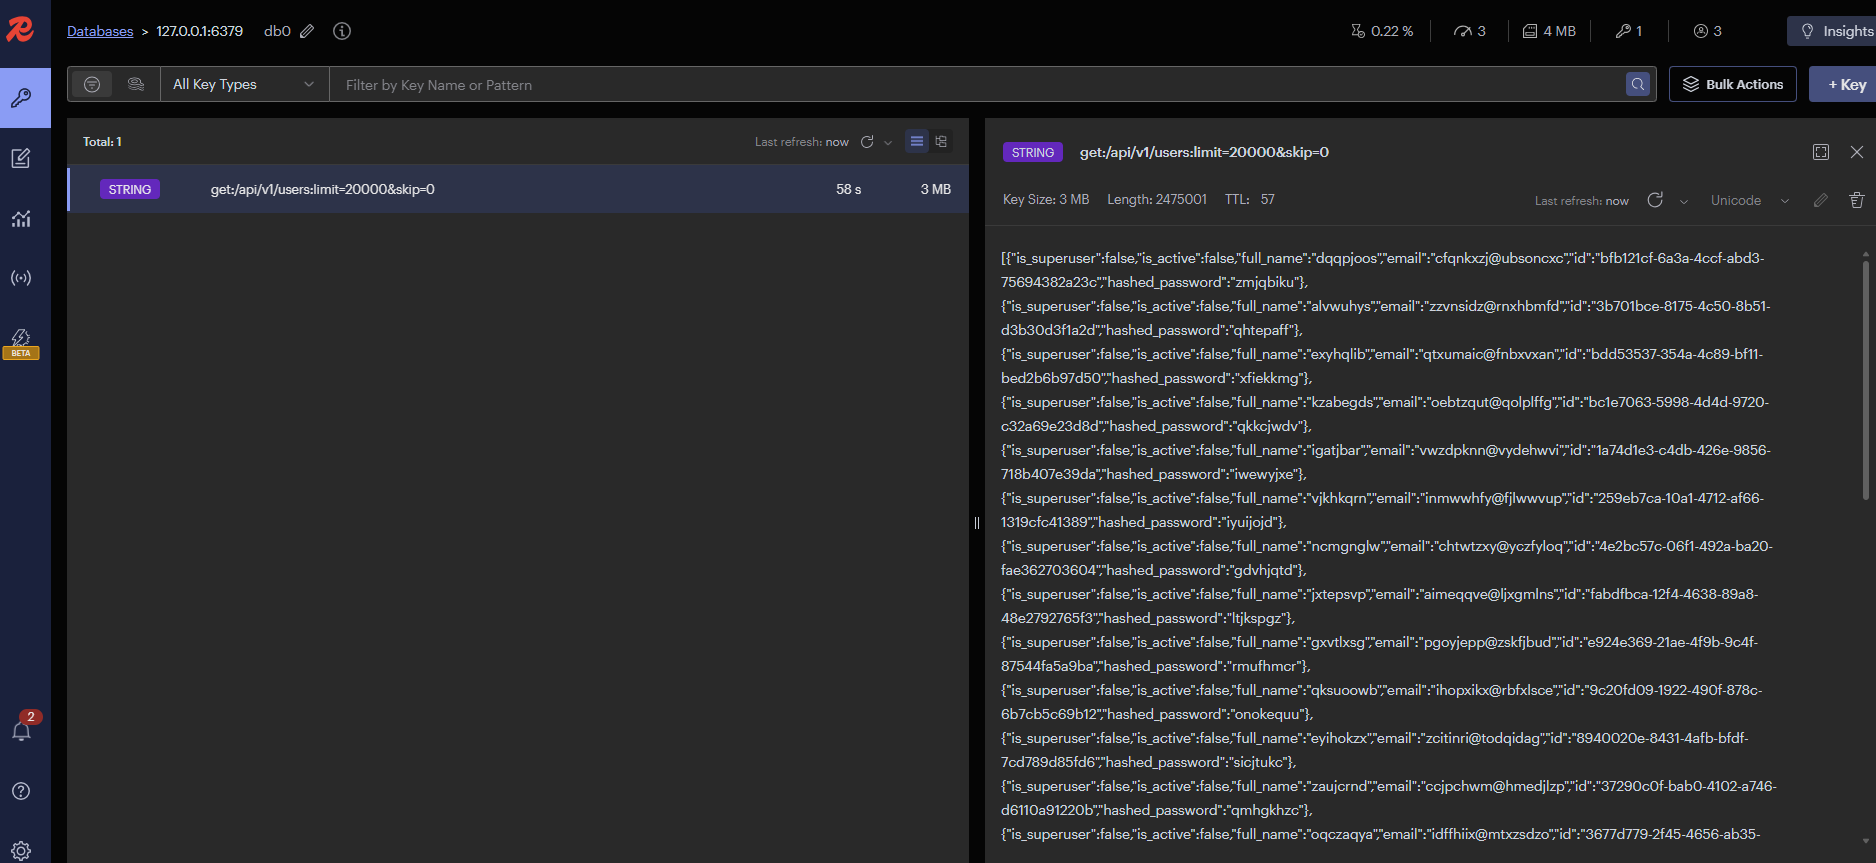 Databases > 127.0.0.1:6379 db0
0.22 % 3 4 MB 1 3 Insights
All Key Types Filter by Key Name or Pattern Bulk Actions + Key
Total: 1 Last refresh: now
STRING get:/api/v1/users:limit=20000&skip=0 58 s 3 MB
BETA
2
STRING get:/api/v1/users:limit=20000&skip=0
Key Size: 3 MB Length: 2475001 TTL: 57 Last refresh: now Unicode
[{"is_superuser":false,"is_active":false,"full_name":"dqqpjoos","email":"cfqnkxzj@ubsoncxc","id":"bfb121cf-6a3a-4ccf-abd3-
75694382a23c","hashed_password":"zmjqbiku"},
{"is_superuser":false,"is_active":false,"full_name":"alvwuhys","email":"zzvnsidz@rnxhbmfd","id":"3b701bce-8175-4c50-8b51-
d3b30d3f1a2d","hashed_password":"qhtepaff"},
{"is_superuser":false,"is_active":false,"full_name":"exyhqlib","email":"qtxumaic@fnbxvxan","id":"bdd53537-354a-4c89-bf11-
bed2b6b97d50","hashed_password":"xfiekkmg"},
{"is_superuser":false,"is_active":false,"full_name":"kzabegds","email":"oebtzqut@qolplffg","id":"bc1e7063-5998-4d4d-9720-
c32a69e23d8d","hashed_password":"qkkcjwdv"},
{"is_superuser":false,"is_active":false,"full_name":"igatjbar","email":"vwzdpknn@vydehwvi","id":"1a74d1e3-c4db-426e-9856-
718b407e39da","hashed_password":"iwewyjxe"},
{"is_superuser":false,"is_active":false,"full_name":"vjkhkqrn","email":"inmwwhfy@fjlwwvup","id":"259eb7ca-10a1-4712-af66-
1319cfc41389","hashed_password":"iyuijojd"},
{"is_superuser":false,"is_active":false,"full_name":"ncmgnglw","email":"chtwtzxy@yczfyloq","id":"4e2bc57c-06f1-492a-ba20-
fae362703604","hashed_password":"gdvhjqtd"},
{"is_superuser":false,"is_active":false,"full_name":"jxtepsvp","email":"aimeqqve@ljxgmlns","id":"fabdfbca-12f4-4638-89a8-
48e2792765f3","hashed_password":"ltjkspgz"},
{"is_superuser":false,"is_active":false,"full_name":"gxvtlxsg","email":"pgoyjepp@zskfjbud","id":"e924e369-21ae-4f9b-9c4f-
87544fa5a9ba","hashed_password":"rmufhmcr"},
{"is_superuser":false,"is_active":false,"full_name":"qksuoowb","email":"ihopxikx@rbfxlsce","id":"9c20fd09-1922-490f-878c-
6b7cb5c69b12","hashed_password":"onokequu"},
{"is_superuser":false,"is_active":false,"full_name":"eyihokzx","email":"zcitinri@todqidag","id":"8940020e-8431-4afb-bfdf-
7cd789d85fd6","hashed_password":"sicjtukc"},
{"is_superuser":false,"is_active":false,"full_name":"zaujcrnd","email":"ccjpchwm@hmedjlzp","id":"37290c0f-bab0-4102-a746-
d6110a91220b","hashed_password":"qmhgkhzc"},
{"is_superuser":false,"is_active":false,"full_name":"oqczaqya","email":"idffhiix@mtxzsdzo","id":"3677d779-2f45-4656-ab35-